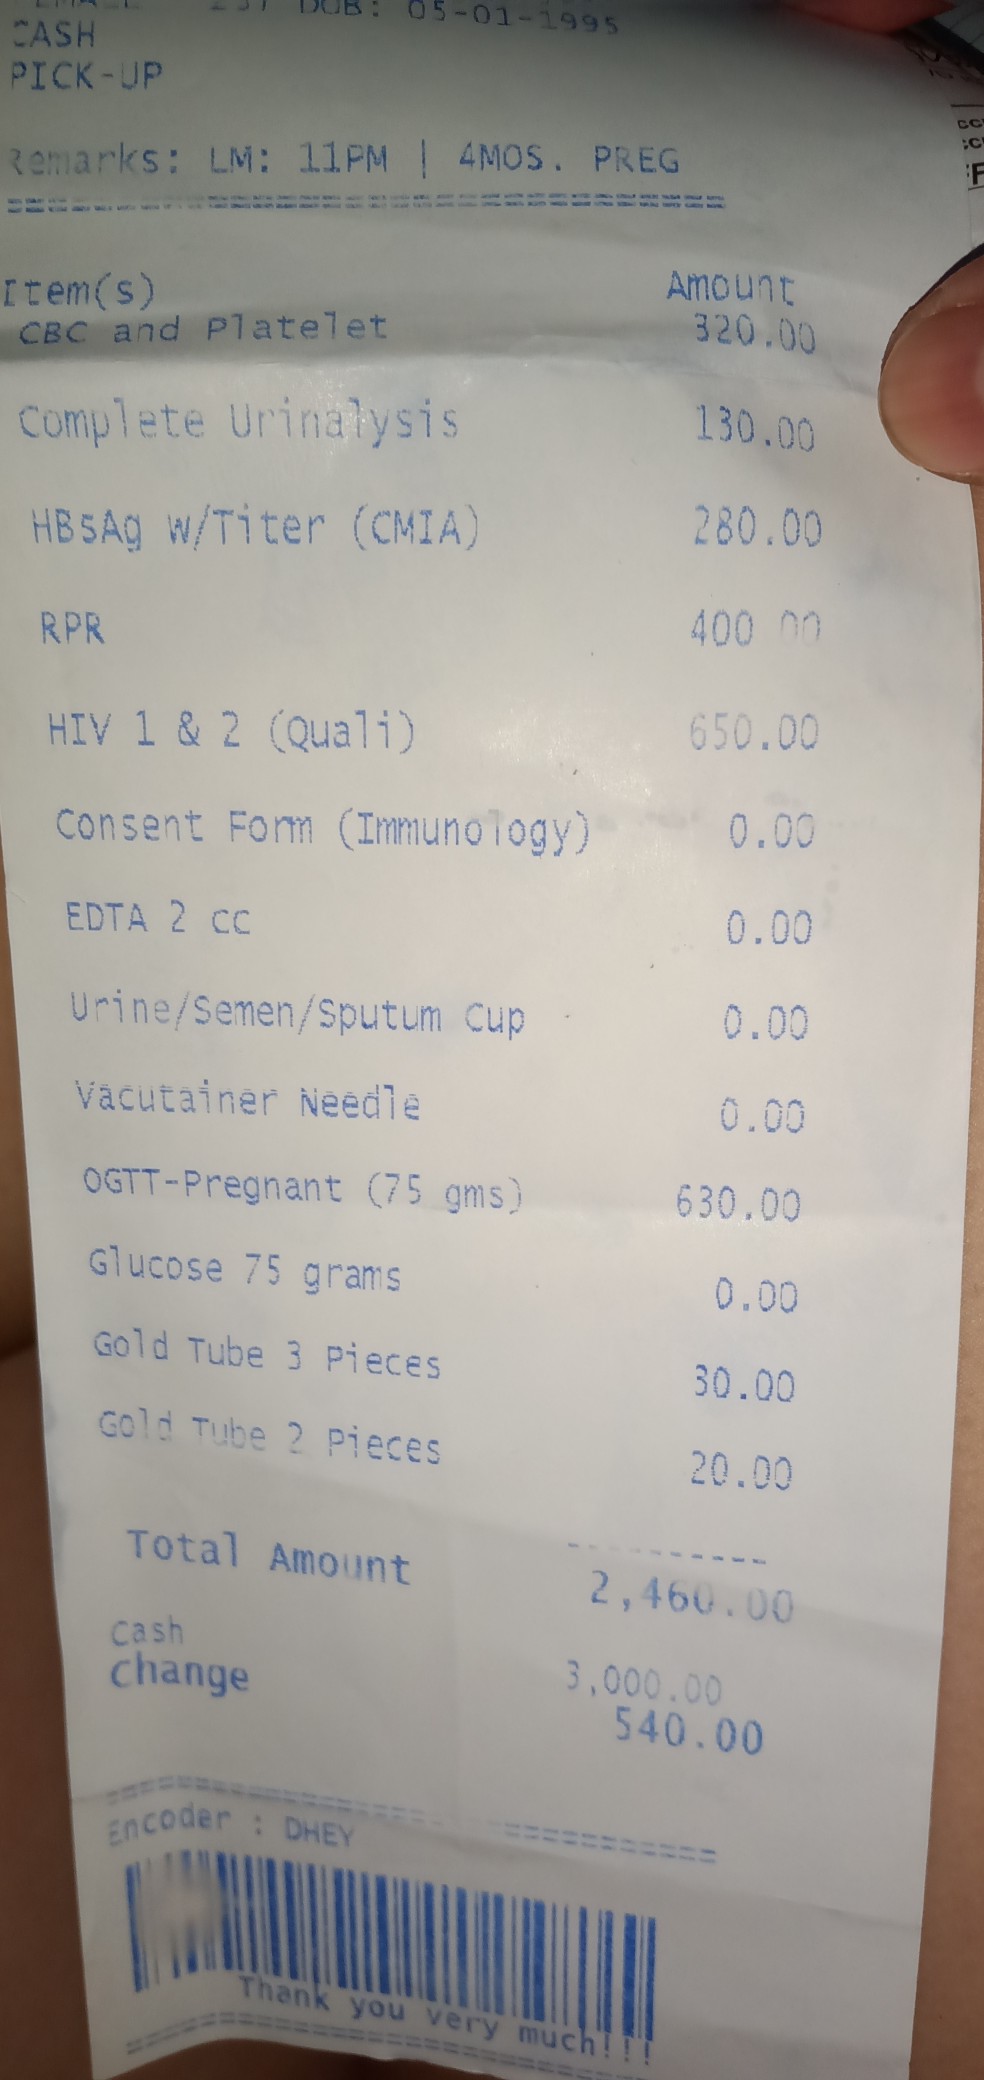 DOB: 05-01-1995
CASH
PICK-UP
Remarks: LM: 11PM | 4MOS. PREG
Item(s) Amount
CBC and Platelet 320.00
Complete Urinalysis 130.00
HBsAg w/Titer (CMIA) 280.00
RPR 400 00
HIV 1 & 2 (Quali) 650.00
Consent Form (Immunology) 0.00
EDTA 2 cc 0.00
Urine/Semen/Sputum Cup 0.00
Vacutainer Needle 0.00
OGTT-Pregnant (75 gms) 630.00
Glucose 75 grams 0.00
Gold Tube 3 Pieces 30.00
Gold Tube 2 Pieces 20.00
Total Amount 2,460.00
Cash 3,000.00
Change 540.00
Encoder : DHEY
Thank you very much!!!